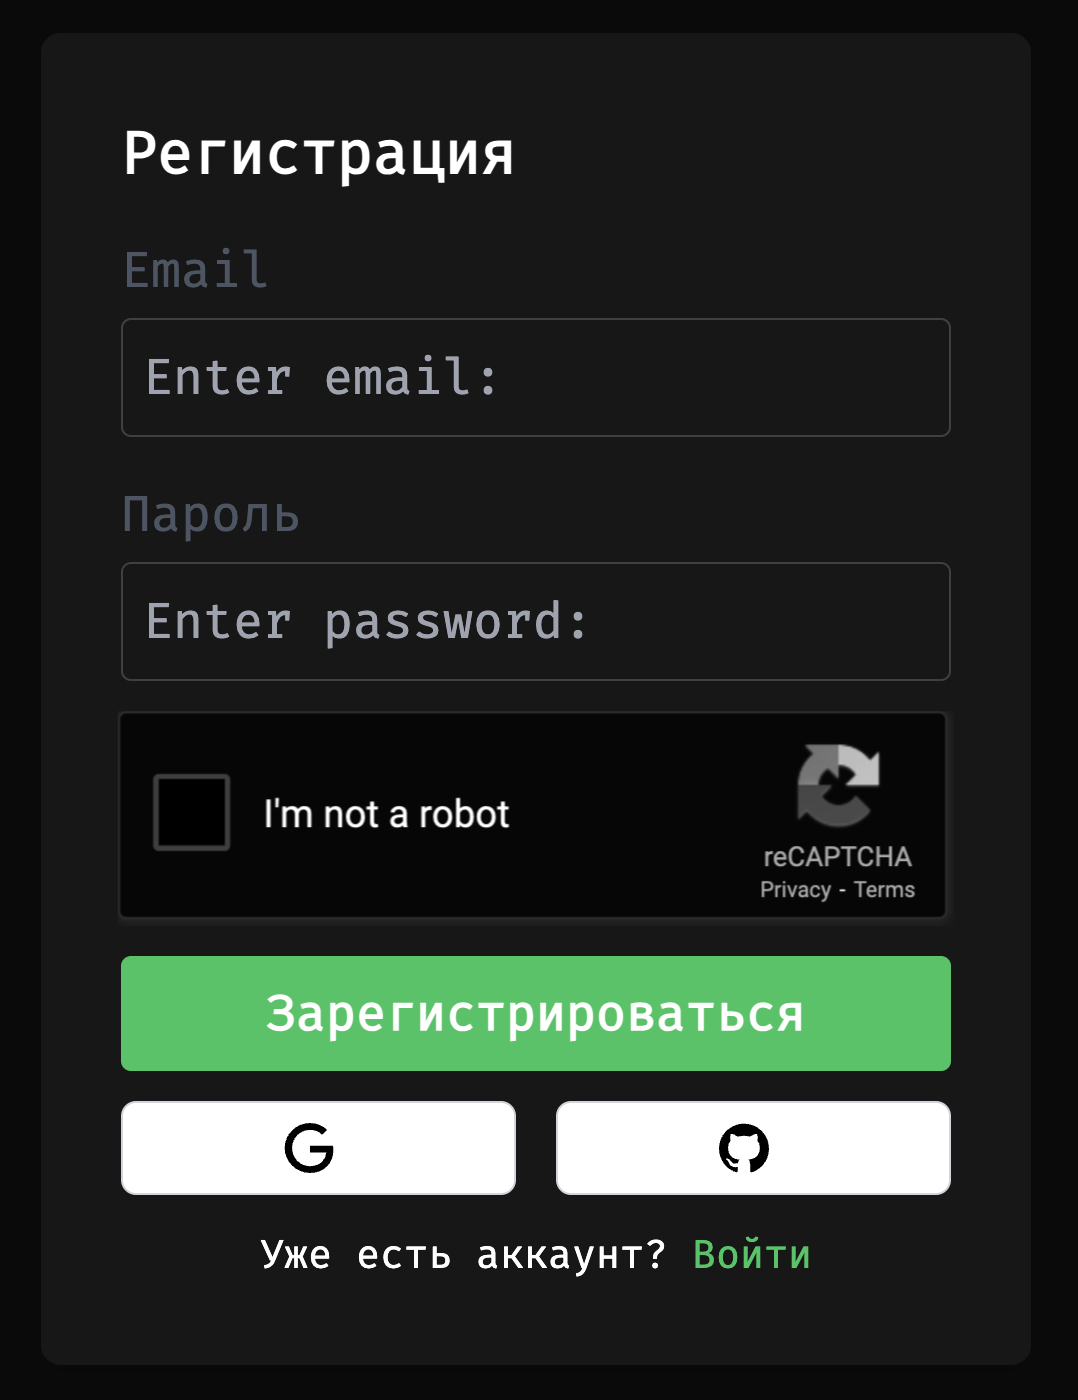 Регистрация
Email
Enter email:
Пароль
Enter password:
I'm not a robot
reCAPTCHA
Privacy - Terms
Зарегистрироваться
Уже есть аккаунт? Войти